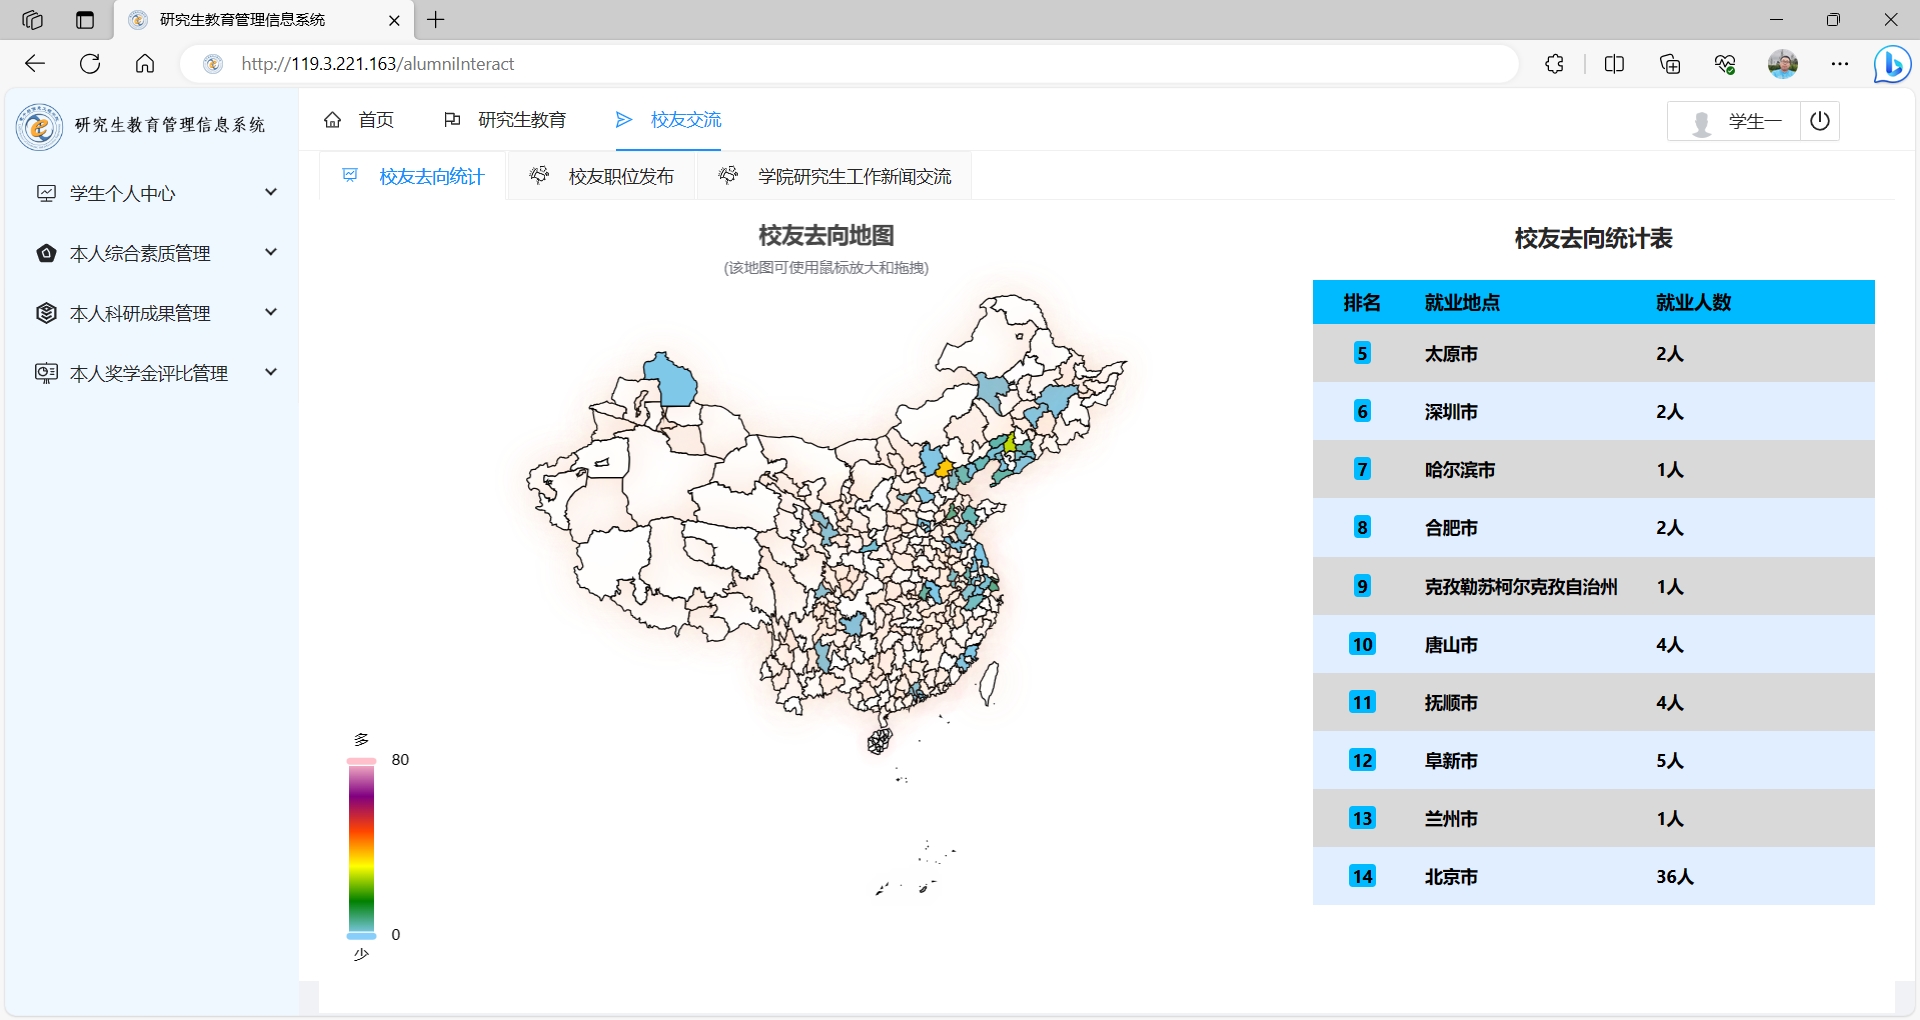 研究生教育管理信息系统
http://119.3.221.163/alumniInteract
研究生教育管理信息系统
首页
研究生教育
校友交流
学生一
学生个人中心
本人综合素质管理
本人科研成果管理
本人奖学金评比管理
校友去向统计
校友职位发布
学院研究生工作新闻交流
校友去向地图
(该地图可使用鼠标放大和拖拽)
多
80
0
少
校友去向统计表
排名 就业地点 就业人数
5 太原市 2人
6 深圳市 2人
7 哈尔滨市 1人
8 合肥市 2人
9 克孜勒苏柯尔克孜自治州 1人
10 唐山市 4人
11 抚顺市 4人
12 阜新市 5人
13 兰州市 1人
14 北京市 36人